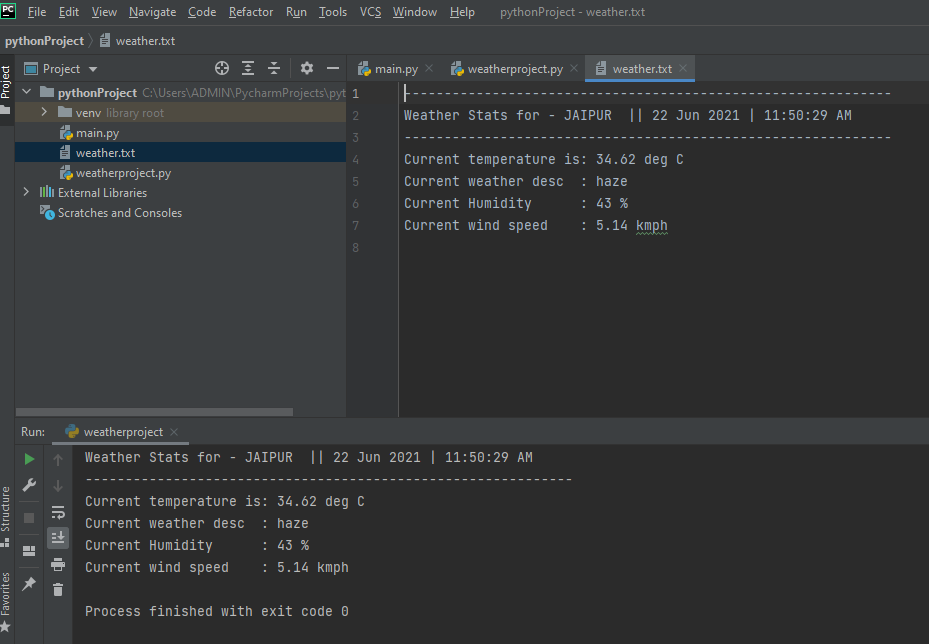 PC File Edit View Navigate Code Refactor Run Tools VCS Window Help pythonProject - weather.txt
pythonProject weather.txt
Project
Project
main.py
weatherproject.py
weather.txt
pythonProject C:\Users\ADMIN\PycharmProjects\pyt
venv library root
main.py
weather.txt
weatherproject.py
External Libraries
Scratches and Consoles
1 -------------------------------------------------------------
2 Weather Stats for - JAIPUR  || 22 Jun 2021 | 11:50:29 AM
3 -------------------------------------------------------------
4 Current temperature is: 34.62 deg C
5 Current weather desc  : haze
6 Current Humidity      : 43 %
7 Current wind speed    : 5.14 kmph
8
Run: weatherproject
Weather Stats for - JAIPUR  || 22 Jun 2021 | 11:50:29 AM
-------------------------------------------------------------
Current temperature is: 34.62 deg C
Current weather desc  : haze
Current Humidity      : 43 %
Current wind speed    : 5.14 kmph
Process finished with exit code 0
Structure
Favorites